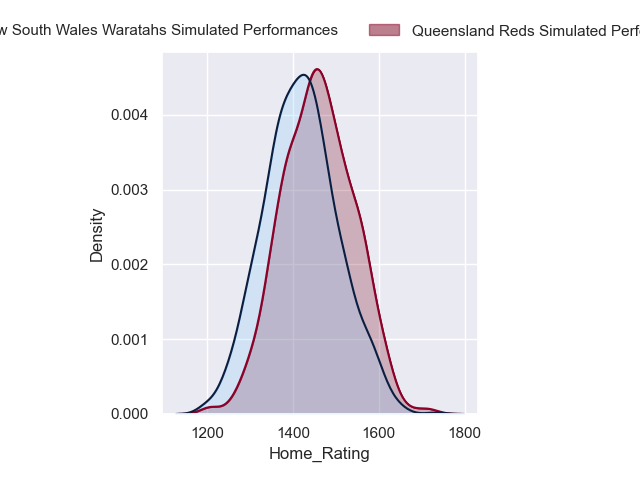 South Wales Waratahs Simulated Performances
Queensland Reds Simulated
0.004
0.003
0.002
0.001
0.000
Density
1200 1400 1600 1800
Home_Rating